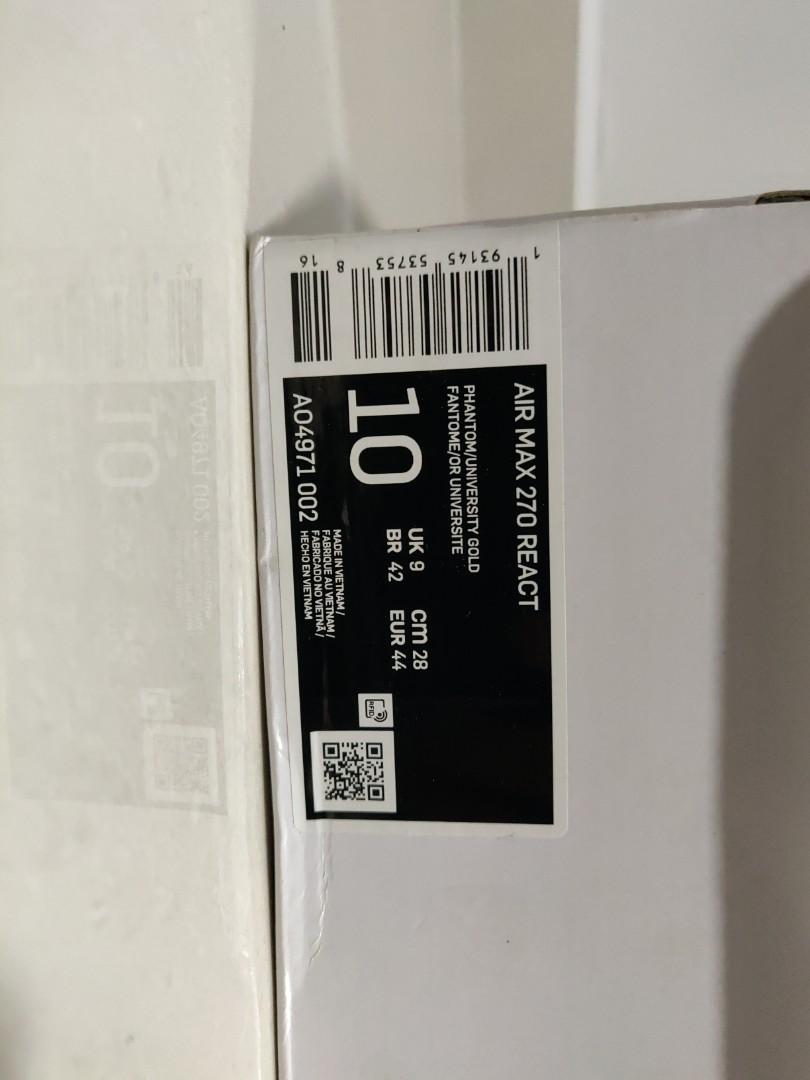 AIR MAX 270 REACT
PHANTOM/UNIVERSITY GOLD
FANTOME/OR UNIVERSITE
10
UK 9 cm 28
BR 42 EUR 44
AO4971 002
MADE IN VIETNAM/
FABRIQUE AU VIETNAM/
FABRICADO NO VIETNÃ/
HECHO EN VIETNAM
RFID
1 93145 53753 8 16